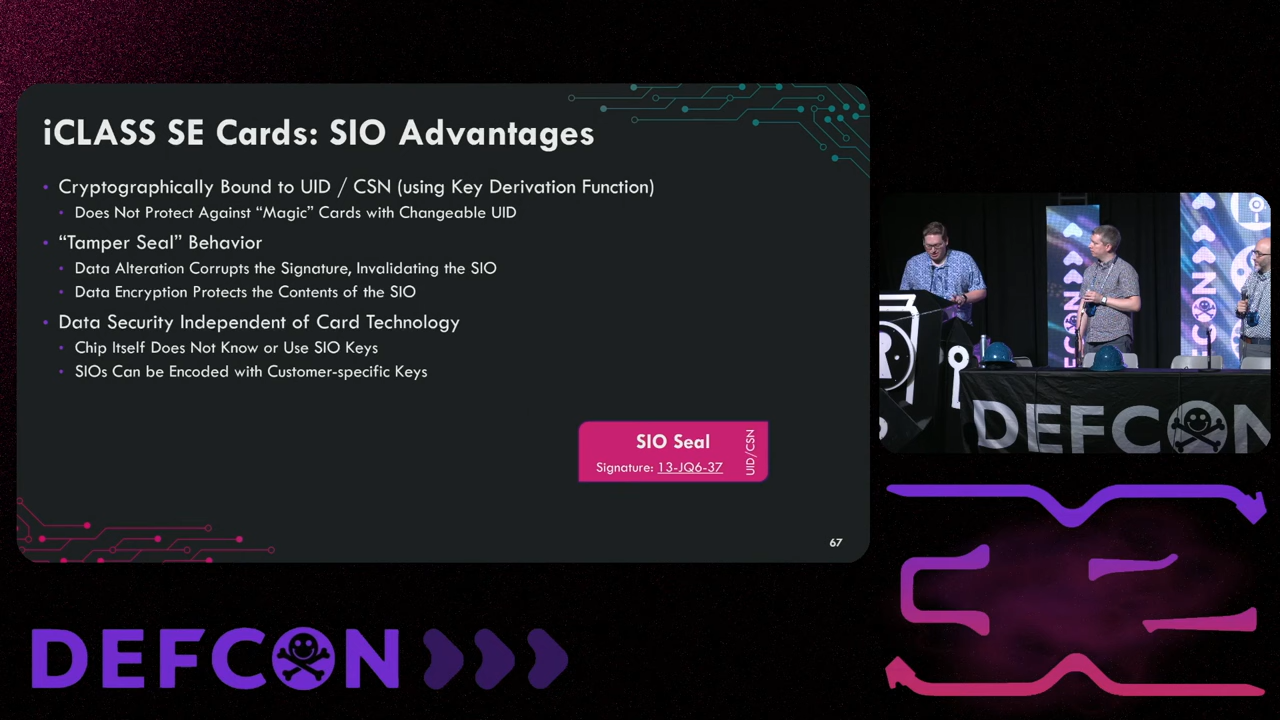 iCLASS SE Cards: SIO Advantages
• Cryptographically Bound to UID / CSN (using Key Derivation Function)
• Does Not Protect Against “Magic” Cards with Changeable UID
• “Tamper Seal” Behavior
• Data Alteration Corrupts the Signature, Invalidating the SIO
• Data Encryption Protects the Contents of the SIO
• Data Security Independent of Card Technology
• Chip Itself Does Not Know or Use SIO Keys
• SIOs Can be Encoded with Customer-specific Keys
SIO Seal
Signature: 13-JQ6-37
UID/CSN
67
DEFCON
DEFCON
DEFCON
DEFCON